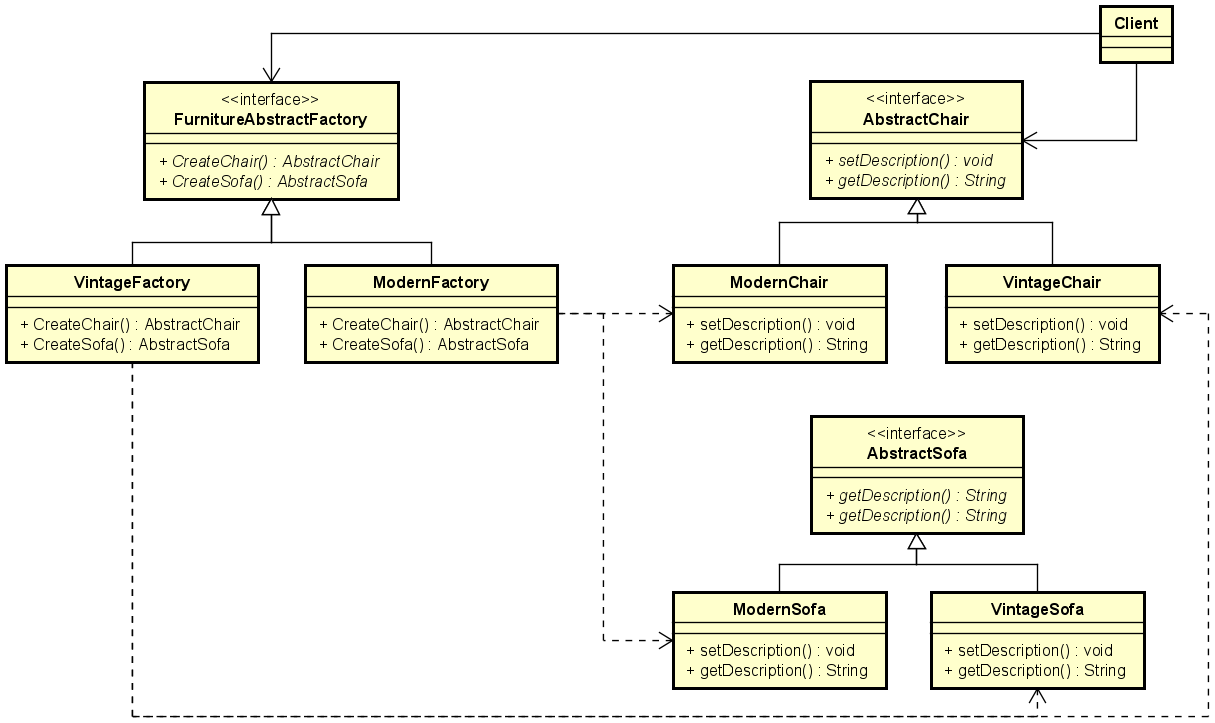 Client
<<interface>>
FurnitureAbstractFactory
+ CreateChair() : AbstractChair
+ CreateSofa() : AbstractSofa
<<interface>>
AbstractChair
+ setDescription() : void
+ getDescription() : String
VintageFactory
+ CreateChair() : AbstractChair
+ CreateSofa() : AbstractSofa
ModernFactory
+ CreateChair() : AbstractChair
+ CreateSofa() : AbstractSofa
ModernChair
+ setDescription() : void
+ getDescription() : String
VintageChair
+ setDescription() : void
+ getDescription() : String
<<interface>>
AbstractSofa
+ getDescription() : String
+ getDescription() : String
ModernSofa
+ setDescription() : void
+ getDescription() : String
VintageSofa
+ setDescription() : void
+ getDescription() : String